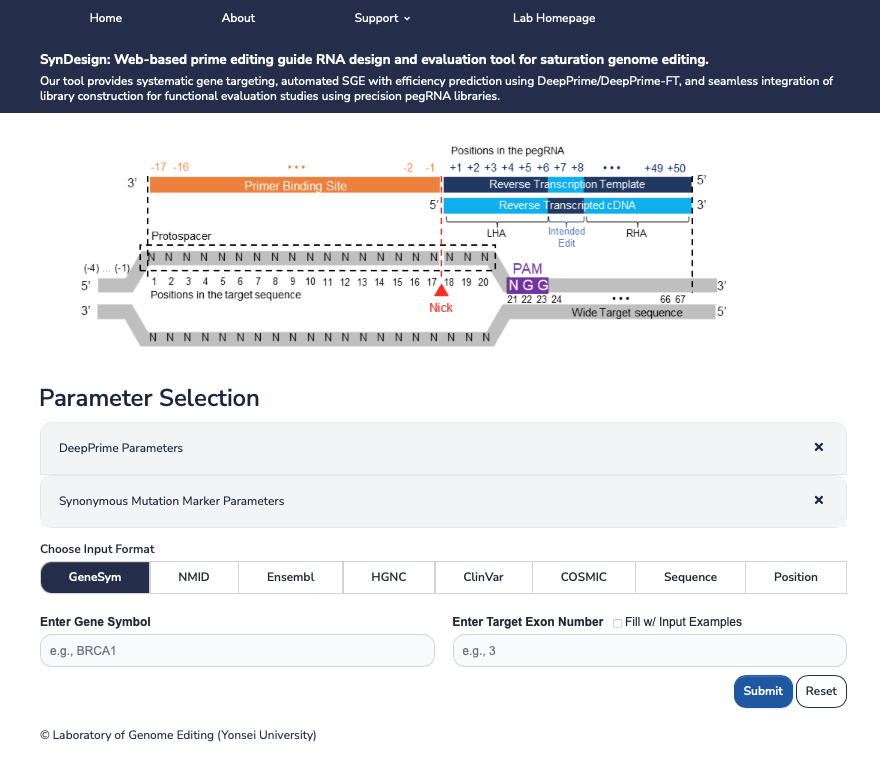 Home About Support Lab Homepage
SynDesign: Web-based prime editing guide RNA design and evaluation tool for saturation genome editing.
Our tool provides systematic gene targeting, automated SGE with efficiency prediction using DeepPrime/DeepPrime-FT, and seamless integration of
library construction for functional evaluation studies using precision pegRNA libraries.
Positions in the pegRNA
-17 -16 ••• -2 -1 +1 +2 +3 +4 +5 +6 +7 +8 ••• +49 +50
3' Primer Binding Site Reverse Transcription Template 5'
5' Reverse Transcripted cDNA 3'
LHA Intended Edit RHA
Protospacer
N N N N N N N N N N N N N N N N N N N N
(-4) ... (-1) PAM
5' 1 2 3 4 5 6 7 8 9 10 11 12 13 14 15 16 17 18 19 20 N G G 3'
Positions in the target sequence 21 22 23 24 ••• 66 67
3' Nick Wide Target sequence 5'
N N N N N N N N N N N N N N N N N N N N
Parameter Selection
DeepPrime Parameters ×
Synonymous Mutation Marker Parameters ×
Choose Input Format
GeneSym NMID Ensembl HGNC ClinVar COSMIC Sequence Position
Enter Gene Symbol Enter Target Exon Number Fill w/ Input Examples
e.g., BRCA1 e.g., 3
Submit Reset
© Laboratory of Genome Editing (Yonsei University)